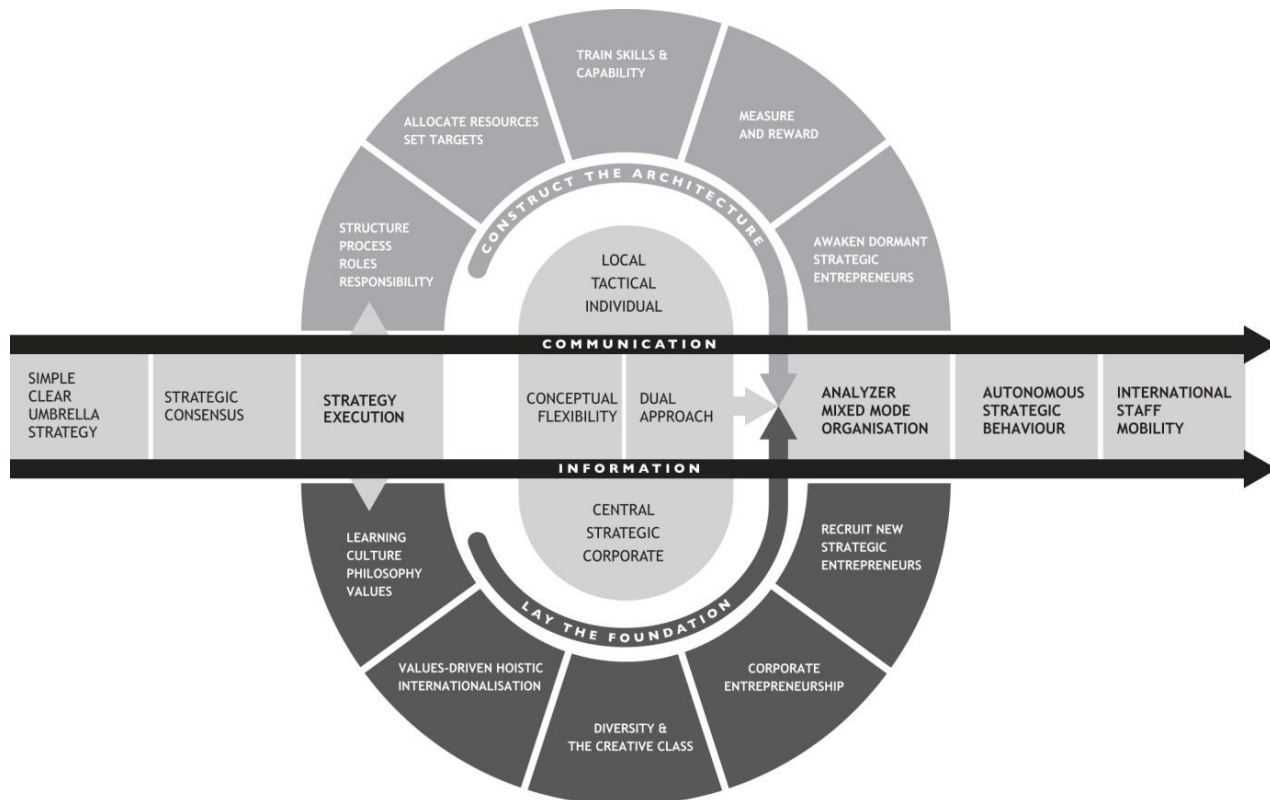 TRAIN SKILLS &
CAPABILITY
ALLOCATE RESOURCES
SET TARGETS
MEASURE
AND REWARD
STRUCTURE
PROCESS
ROLES
RESPONSIBILITY
CONSTRUCT THE ARCHITECTURE
AWAKEN DORMANT
STRATEGIC
ENTREPRENEURS
LOCAL
TACTICAL
INDIVIDUAL
COMMUNICATION
SIMPLE
CLEAR
UMBRELLA
STRATEGY
STRATEGIC
CONSENSUS
STRATEGY
EXECUTION
CONCEPTUAL
FLEXIBILITY
DUAL
APPROACH
ANALYZER
MIXED MODE
ORGANISATION
AUTONOMOUS
STRATEGIC
BEHAVIOUR
INTERNATIONAL
STAFF
MOBILITY
INFORMATION
CENTRAL
STRATEGIC
CORPORATE
LEARNING
CULTURE
PHILOSOPHY
VALUES
LAY THE FOUNDATION
RECRUIT NEW
STRATEGIC
ENTREPRENEURS
VALUES-DRIVEN HOISTIC
INTERNATIONALISATION
CORPORATE
ENTREPRENEURSHIP
DIVERSITY &
THE CREATIVE CLASS